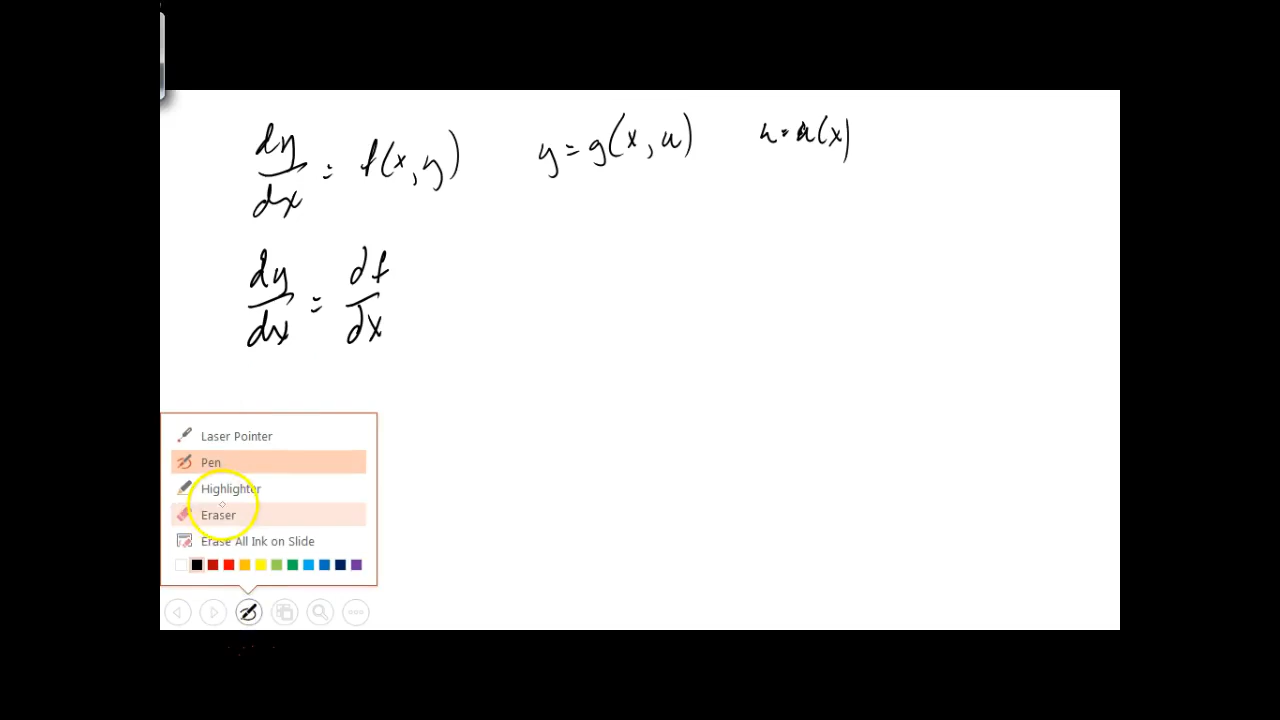 dy/dx = f(x, y) y = g(x, u) u = u(x)
dy/dx = ∂f/∂x
Laser Pointer
Pen
Highlighter
Eraser
Erase All Ink on Slide